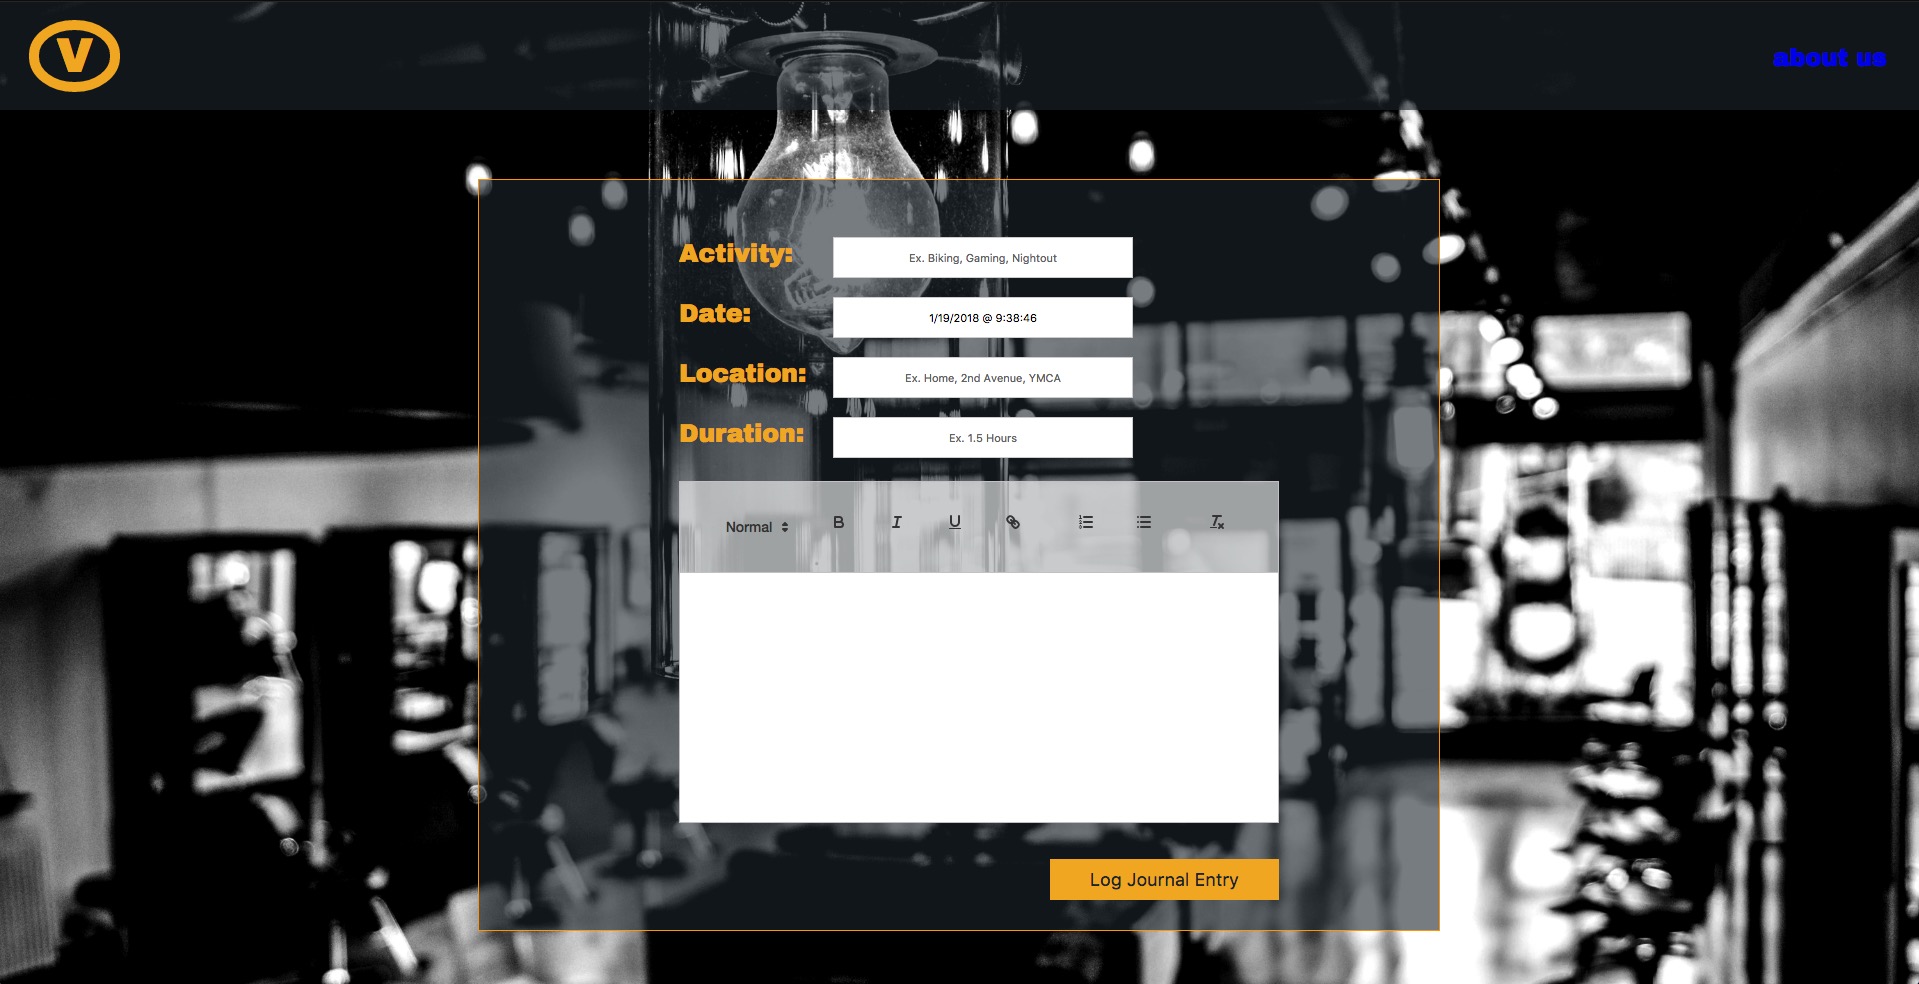 V
about us
Activity: Ex. Biking, Gaming, Nightout
Date: 1/19/2018 @ 9:38:46
Location: Ex. Home, 2nd Avenue, YMCA
Duration: Ex. 1.5 Hours
Normal B I U
Log Journal Entry